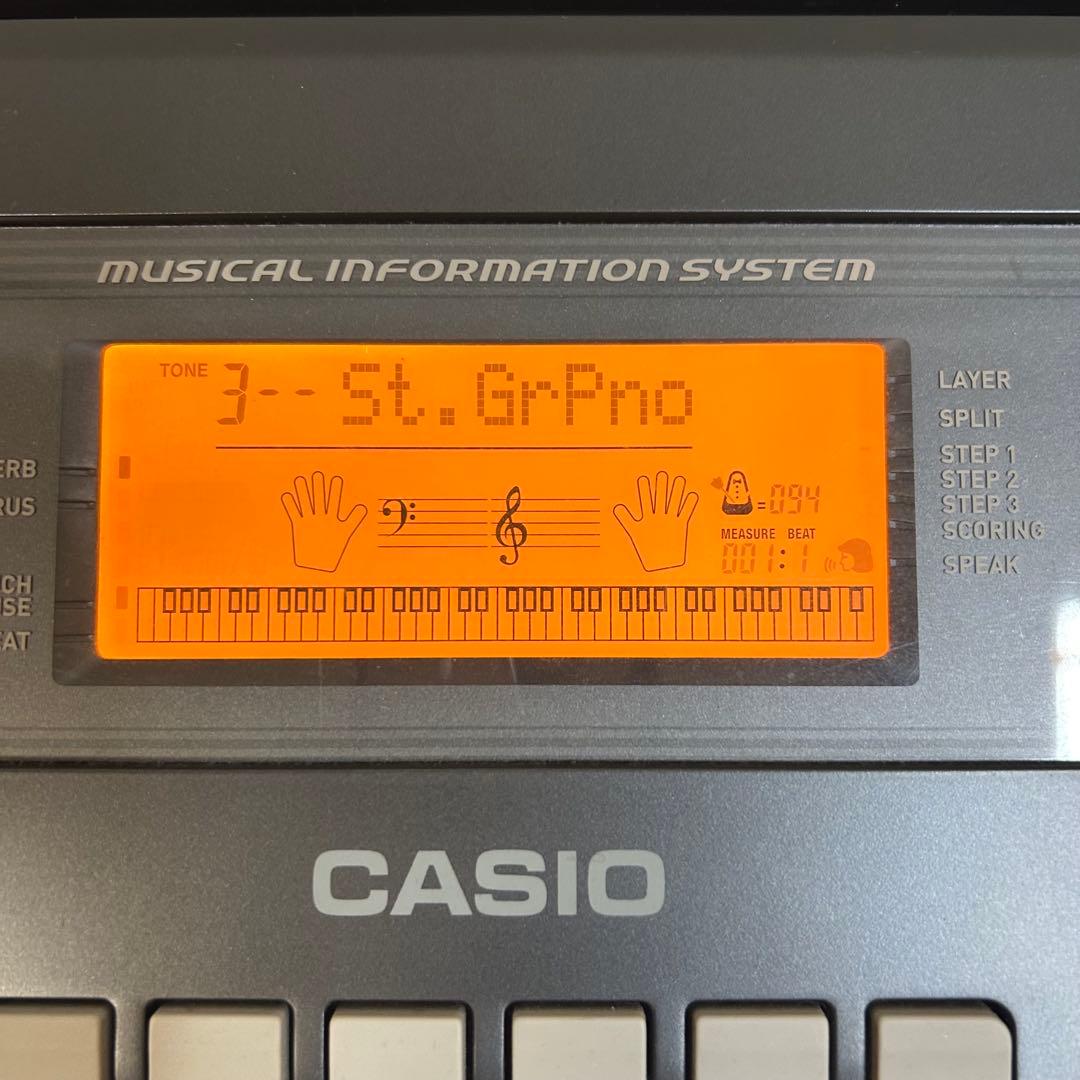 MUSICAL INFORMATION SYSTEM
TONE 3-- St.GrPno
=094
MEASURE BEAT
001:1
ERB
RUS
CH
SE
EAT
LAYER
SPLIT
STEP 1
STEP 2
STEP 3
SCORING
SPEAK
CASIO